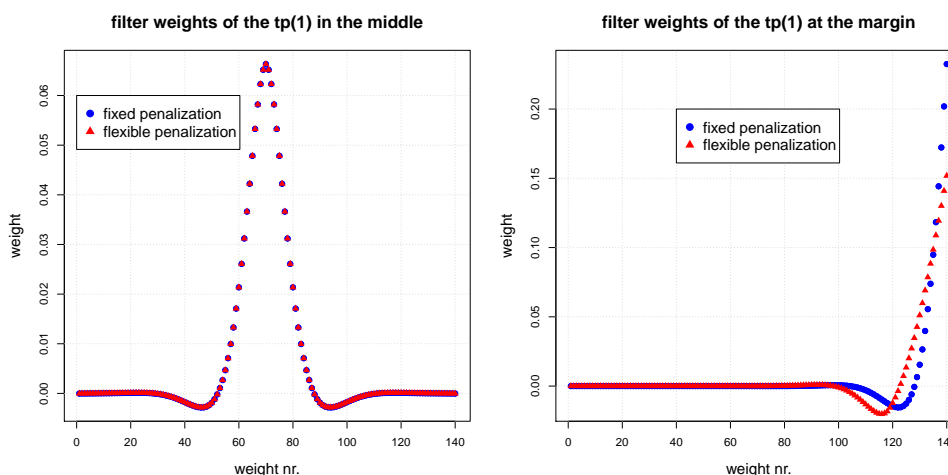 filter weights of the tp(1) in the middle
weight
0.00 0.01 0.02 0.03 0.04 0.05 0.06
fixed penalization
flexible penalization
0 20 40 60 80 100 120 140
weight nr.
filter weights of the tp(1) at the margin
weight
0.00 0.05 0.10 0.15 0.20
fixed penalization
flexible penalization
0 20 40 60 80 100 120 140
weight nr.